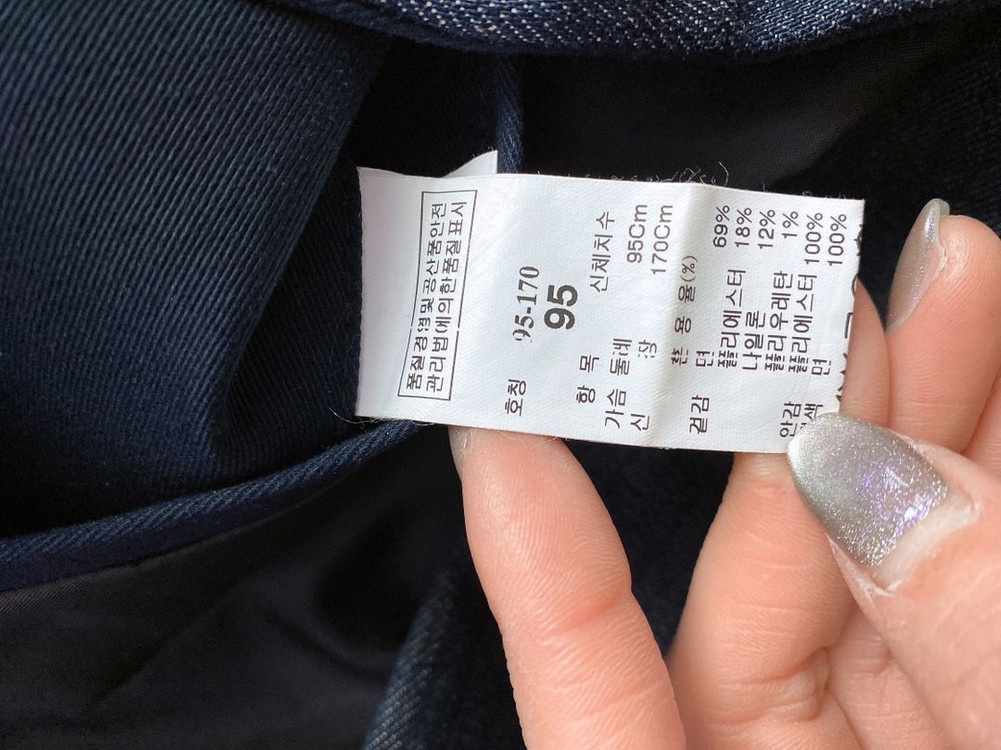 품질경영및 공산품안전
관리법에의한품질표시
호칭 95-170
95
항 목 신체치수
가슴 둘레 95Cm
신 장 170Cm
혼 용 율(%)
겉감 면 69%
폴리에스터 18%
나일론 12%
폴리우레탄 1%
안감 폴리에스터 100%
면 100%